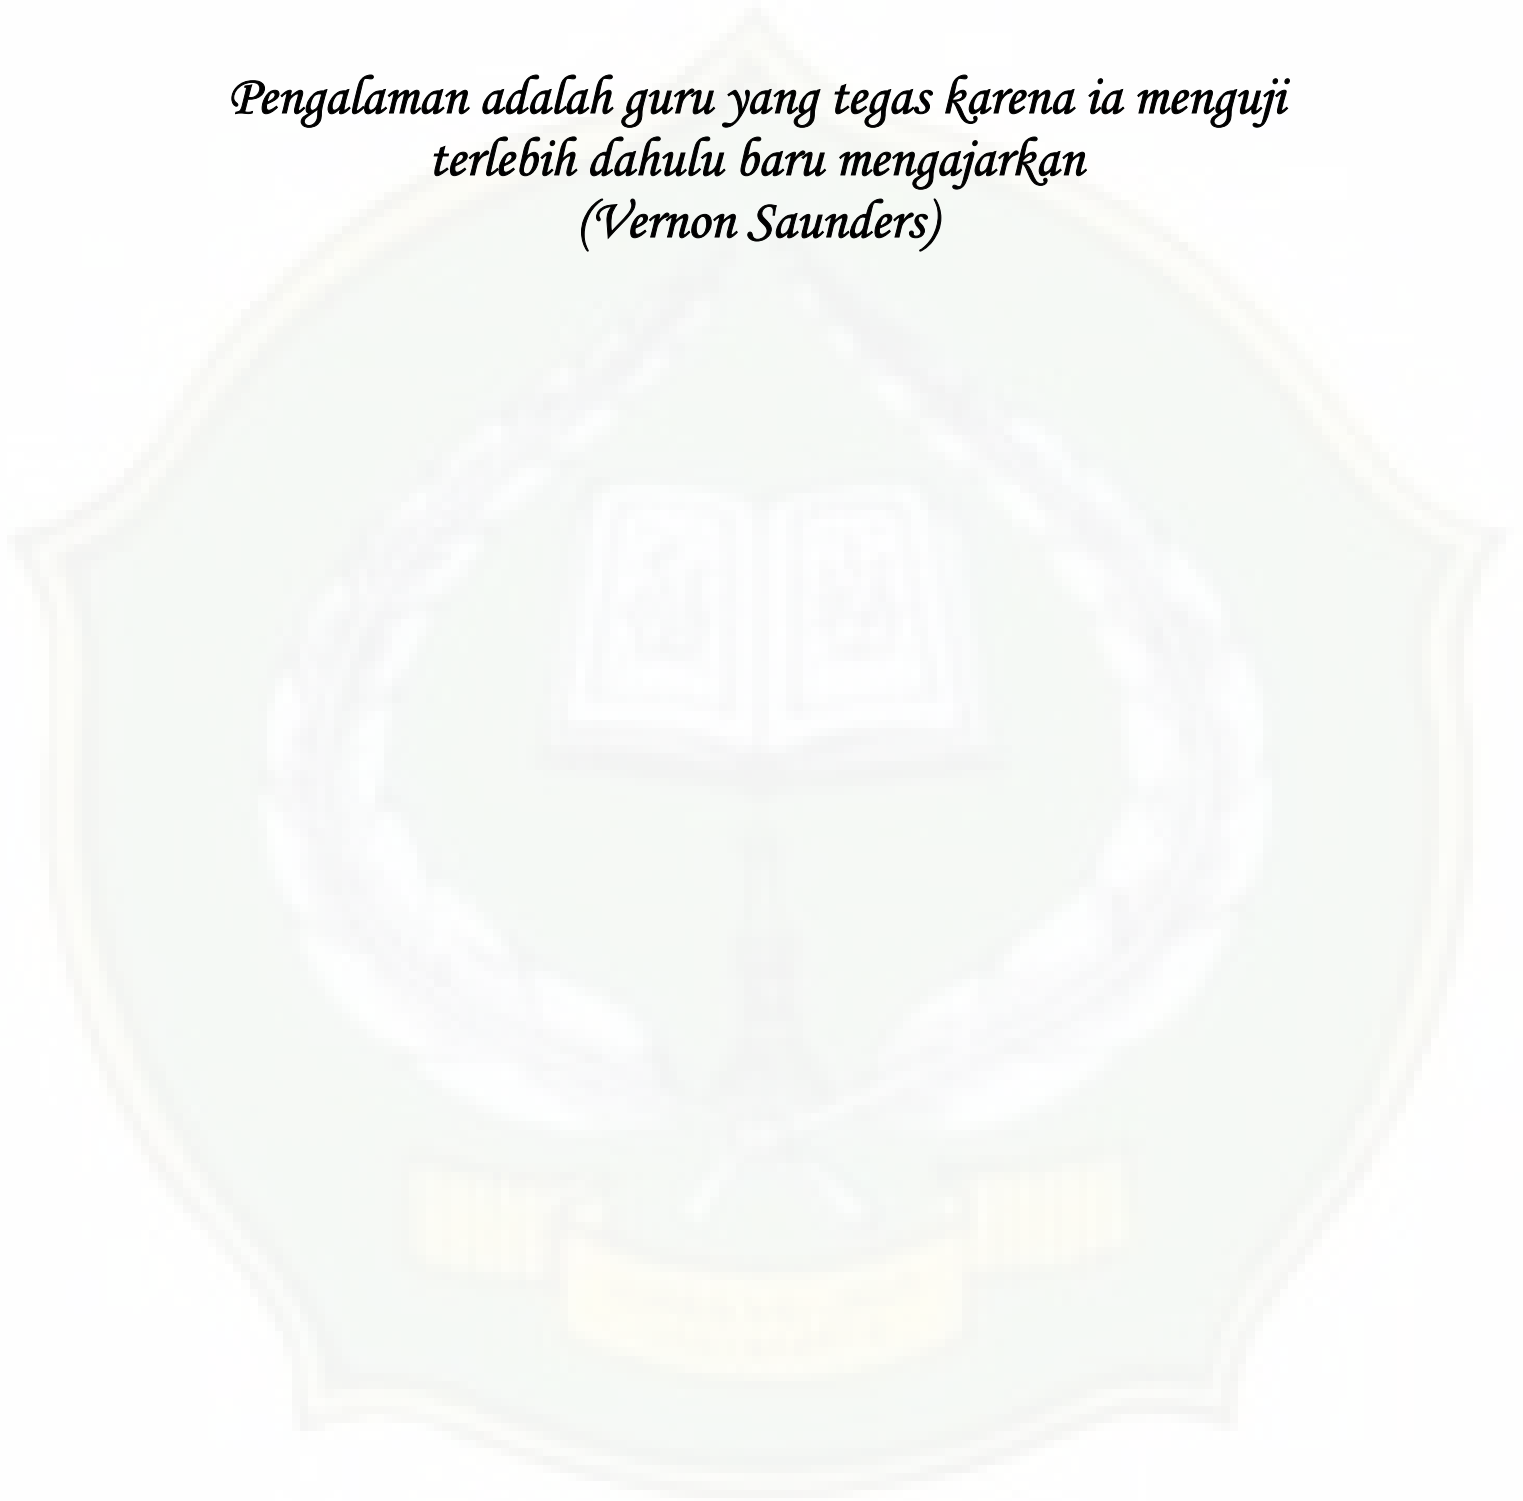 Pengalaman adalah guru yang tegas karena ia menguji
terlebih dahulu baru mengajarkan
(Vernon Saunders)